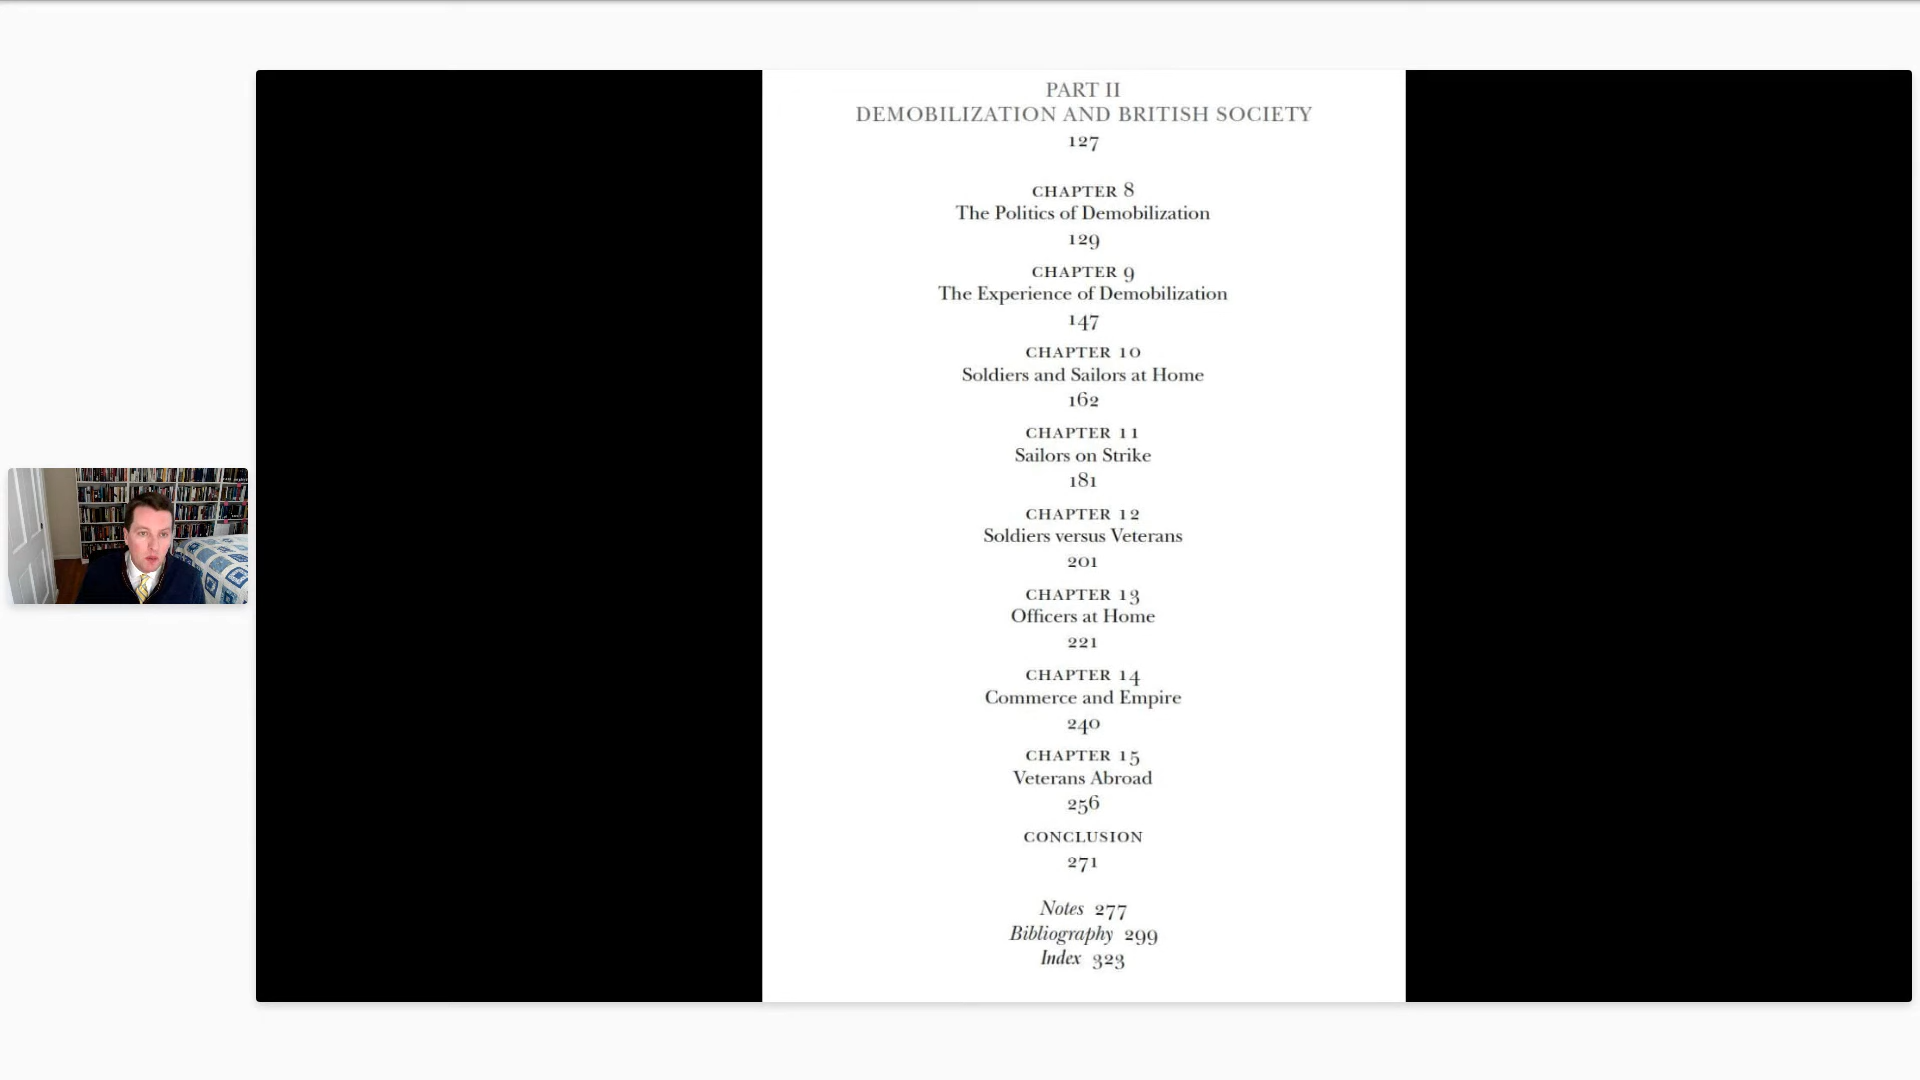 PART II
DEMOBILIZATION AND BRITISH SOCIETY
127
CHAPTER 8
The Politics of Demobilization
129
CHAPTER 9
The Experience of Demobilization
147
CHAPTER 10
Soldiers and Sailors at Home
162
CHAPTER 11
Sailors on Strike
181
CHAPTER 12
Soldiers versus Veterans
201
CHAPTER 13
Officers at Home
221
CHAPTER 14
Commerce and Empire
240
CHAPTER 15
Veterans Abroad
256
CONCLUSION
271
Notes 277
Bibliography 299
Index 323